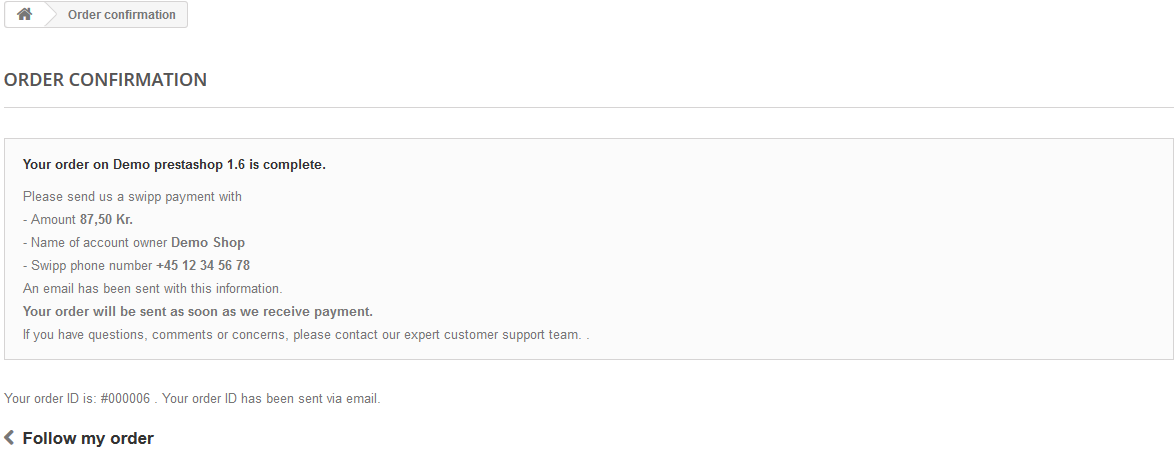 Order confirmation
ORDER CONFIRMATION
Your order on Demo prestashop 1.6 is complete.
Please send us a swipp payment with
- Amount 87,50 Kr.
- Name of account owner Demo Shop
- Swipp phone number +45 12 34 56 78
An email has been sent with this information.
Your order will be sent as soon as we receive payment.
If you have questions, comments or concerns, please contact our expert customer support team. .
Your order ID is: #000006 . Your order ID has been sent via email.
Follow my order